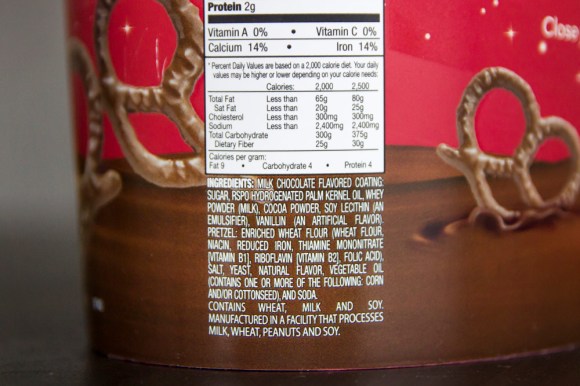 Protein 2g
Vitamin A 0% • Vitamin C 0%
Calcium 14% • Iron 14%
* Percent Daily Values are based on a 2,000 calorie diet. Your daily
values may be higher or lower depending on your calorie needs:
Calories: 2,000 2,500
Total Fat Less than 65g 80g
Sat Fat Less than 20g 25g
Cholesterol Less than 300mg 300mg
Sodium Less than 2,400mg 2,400mg
Total Carbohydrate 300g 375g
Dietary Fiber 25g 30g
Calories per gram:
Fat 9 • Carbohydrate 4 • Protein 4
INGREDIENTS: MILK CHOCOLATE FLAVORED COATING:
SUGAR, RSPO HYDROGENATED PALM KERNEL OIL, WHEY
POWDER (MILK), COCOA POWDER, SOY LECITHIN (AN
EMULSIFIER), VANILLIN (AN ARTIFICIAL FLAVOR).
PRETZEL: ENRICHED WHEAT FLOUR (WHEAT FLOUR,
NIACIN, REDUCED IRON, THIAMINE MONONITRATE
[VITAMIN B1], RIBOFLAVIN [VITAMIN B2], FOLIC ACID),
SALT, YEAST, NATURAL FLAVOR, VEGETABLE OIL
(CONTAINS ONE OR MORE OF THE FOLLOWING: CORN
AND/OR COTTONSEED), AND SODA.
CONTAINS WHEAT, MILK AND SOY.
MANUFACTURED IN A FACILITY THAT PROCESSES
MILK, WHEAT, PEANUTS AND SOY.
Close